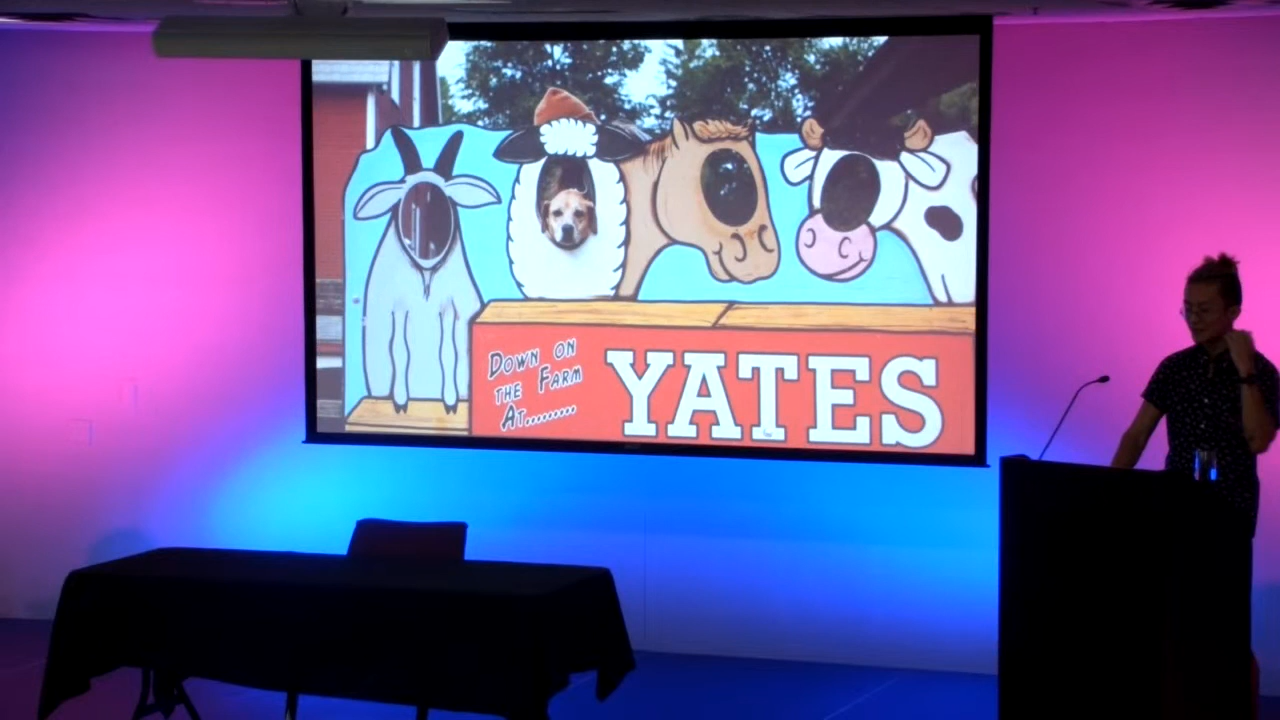 DOWN ON
THE FARM
AT.........
YATES